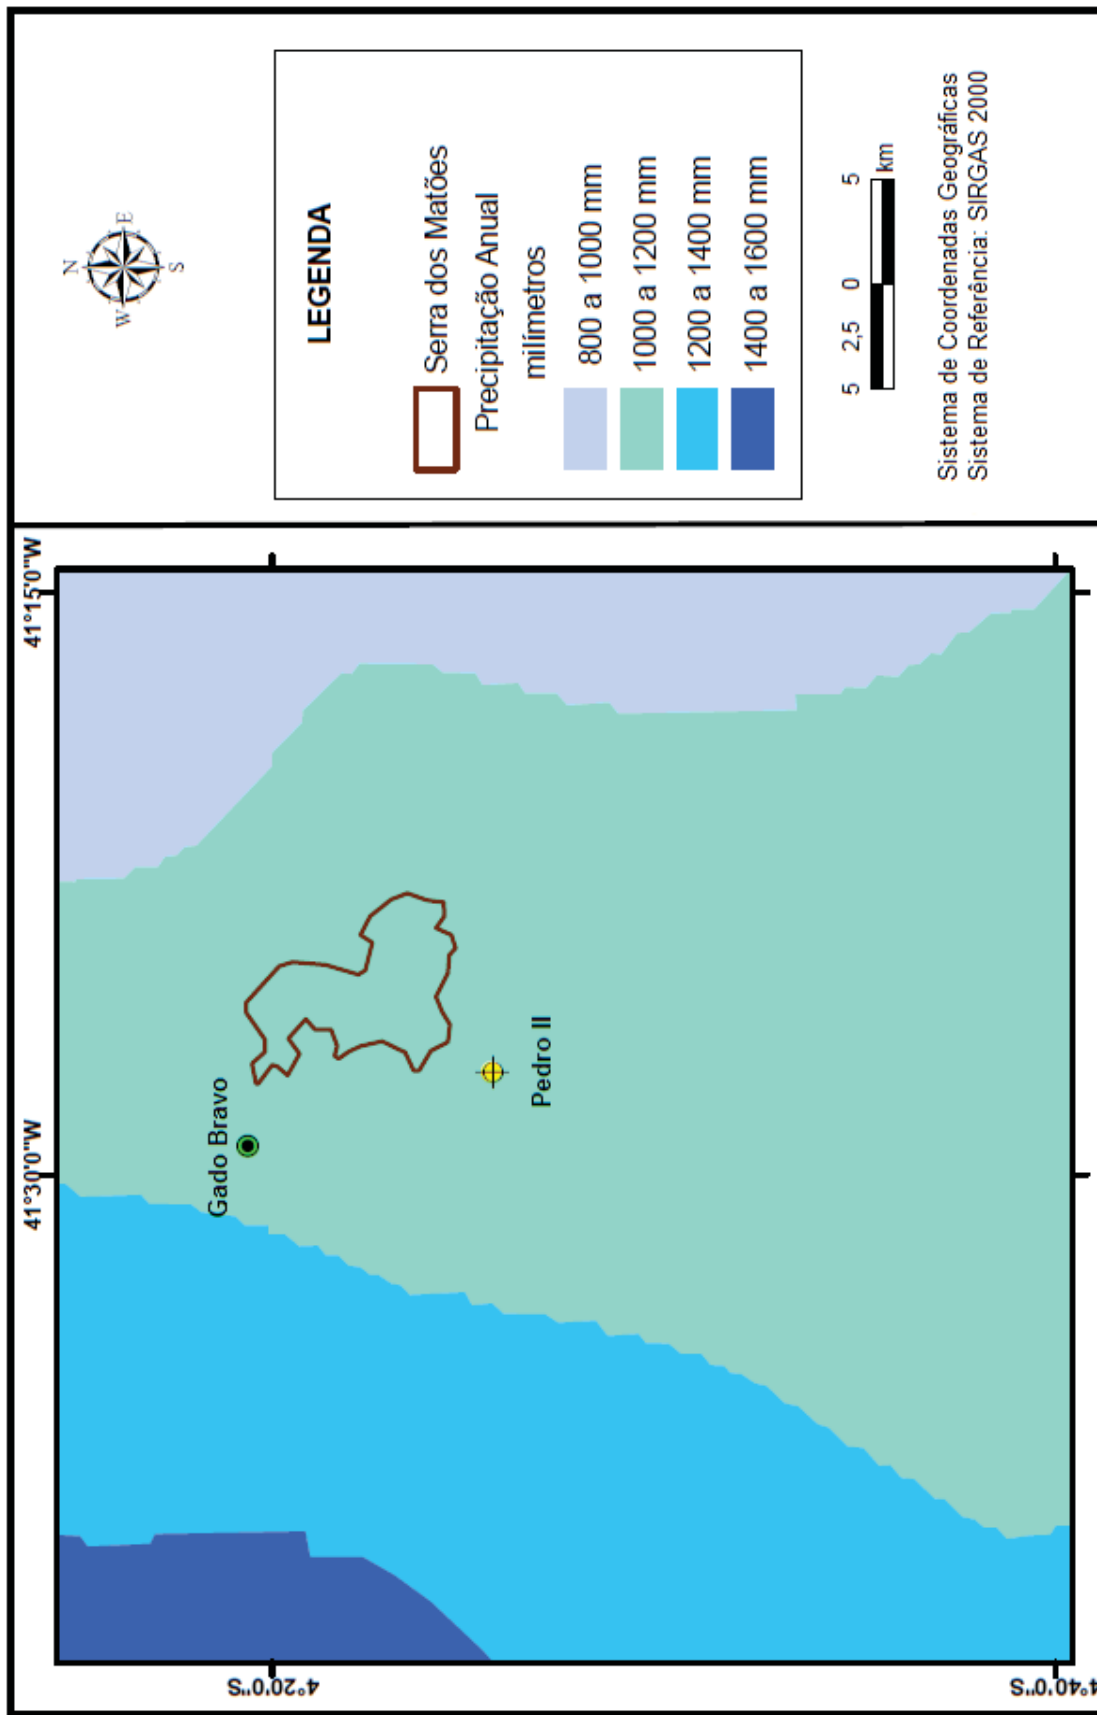 41°30'0"W
41°15'0"W
4°20'0"S
4°40'0"S
Gado Bravo
Pedro II
N
W
E
S
LEGENDA
Serra dos Matões
Precipitação Anual
milímetros
800 a 1000 mm
1000 a 1200 mm
1200 a 1400 mm
1400 a 1600 mm
5 2,5 0 5
km
Sistema de Coordenadas Geográficas
Sistema de Referência: SIRGAS 2000